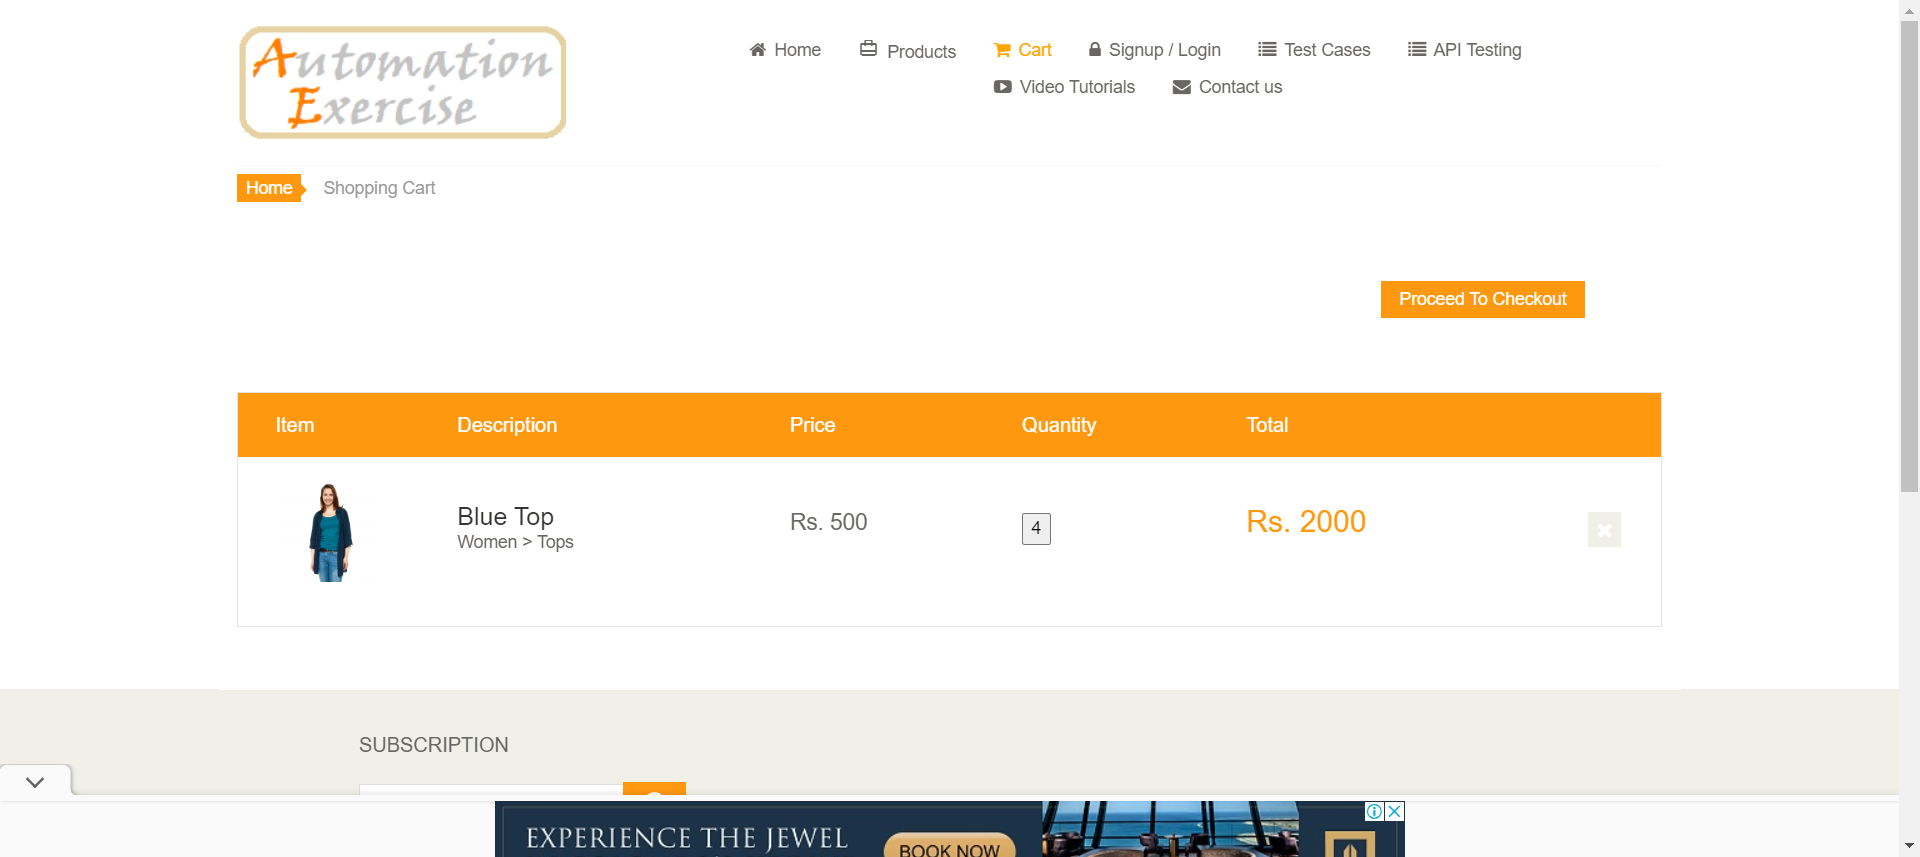 Automation
Exercise
Home
Products
Cart
Signup / Login
Test Cases
API Testing
Video Tutorials
Contact us
Home
Shopping Cart
Proceed To Checkout
Item Description Price Quantity Total
Blue Top
Women > Tops
Rs. 500
4
Rs. 2000
SUBSCRIPTION
EXPERIENCE THE JEWEL
BOOK NOW